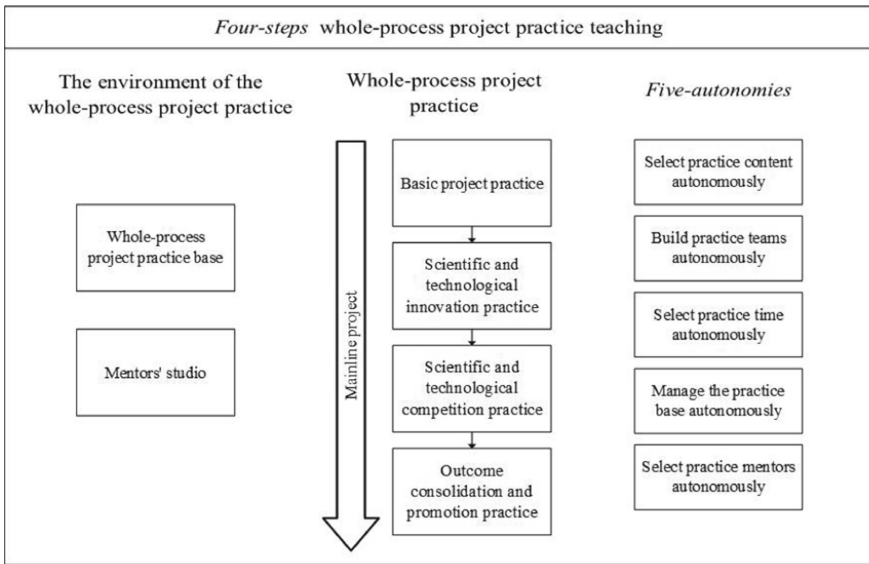 Four-steps whole-process project practice teaching
The environment of the
whole-process project practice
Whole-process
project practice base
Mentors' studio
Whole-process project
practice
Mainline project
Basic project practice
Scientific and
technological
innovation practice
Scientific and
technological
competition practice
Outcome
consolidation and
promotion practice
Five-autonomies
Select practice content
autonomously
Build practice teams
autonomously
Select practice time
autonomously
Manage the practice
base autonomously
Select practice mentors
autonomously